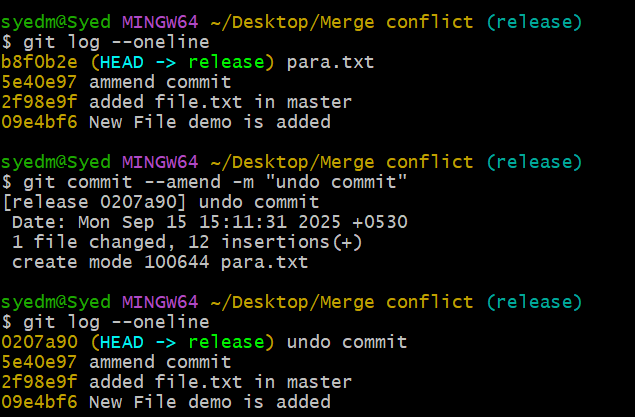 syedm@Syed MINGW64 ~/Desktop/Merge conflict (release)
$ git log --oneline
b8f0b2e (HEAD -> release) para.txt
5e40e97 ammend commit
2f98e9f added file.txt in master
09e4bf6 New File demo is added
syedm@Syed MINGW64 ~/Desktop/Merge conflict (release)
$ git commit --amend -m "undo commit"
[release 0207a90] undo commit
Date: Mon Sep 15 15:11:31 2025 +0530
1 file changed, 12 insertions(+)
create mode 100644 para.txt
syedm@Syed MINGW64 ~/Desktop/Merge conflict (release)
$ git log --oneline
0207a90 (HEAD -> release) undo commit
5e40e97 ammend commit
2f98e9f added file.txt in master
09e4bf6 New File demo is added